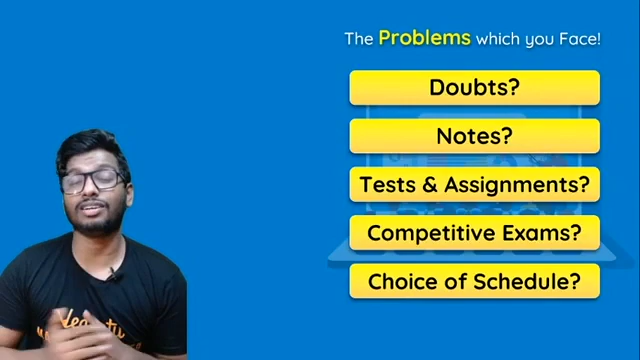 The Problems which you Face!
Doubts?
Notes?
Tests & Assignments?
Competitive Exams?
Choice of Schedule?